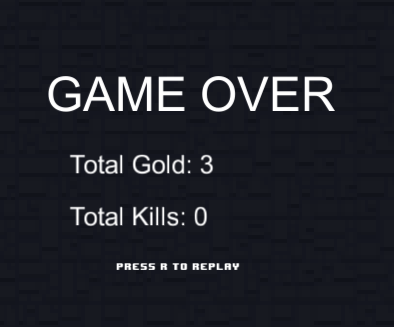 GAME OVER
Total Gold: 3
Total Kills: 0
PRESS R TO REPLAY